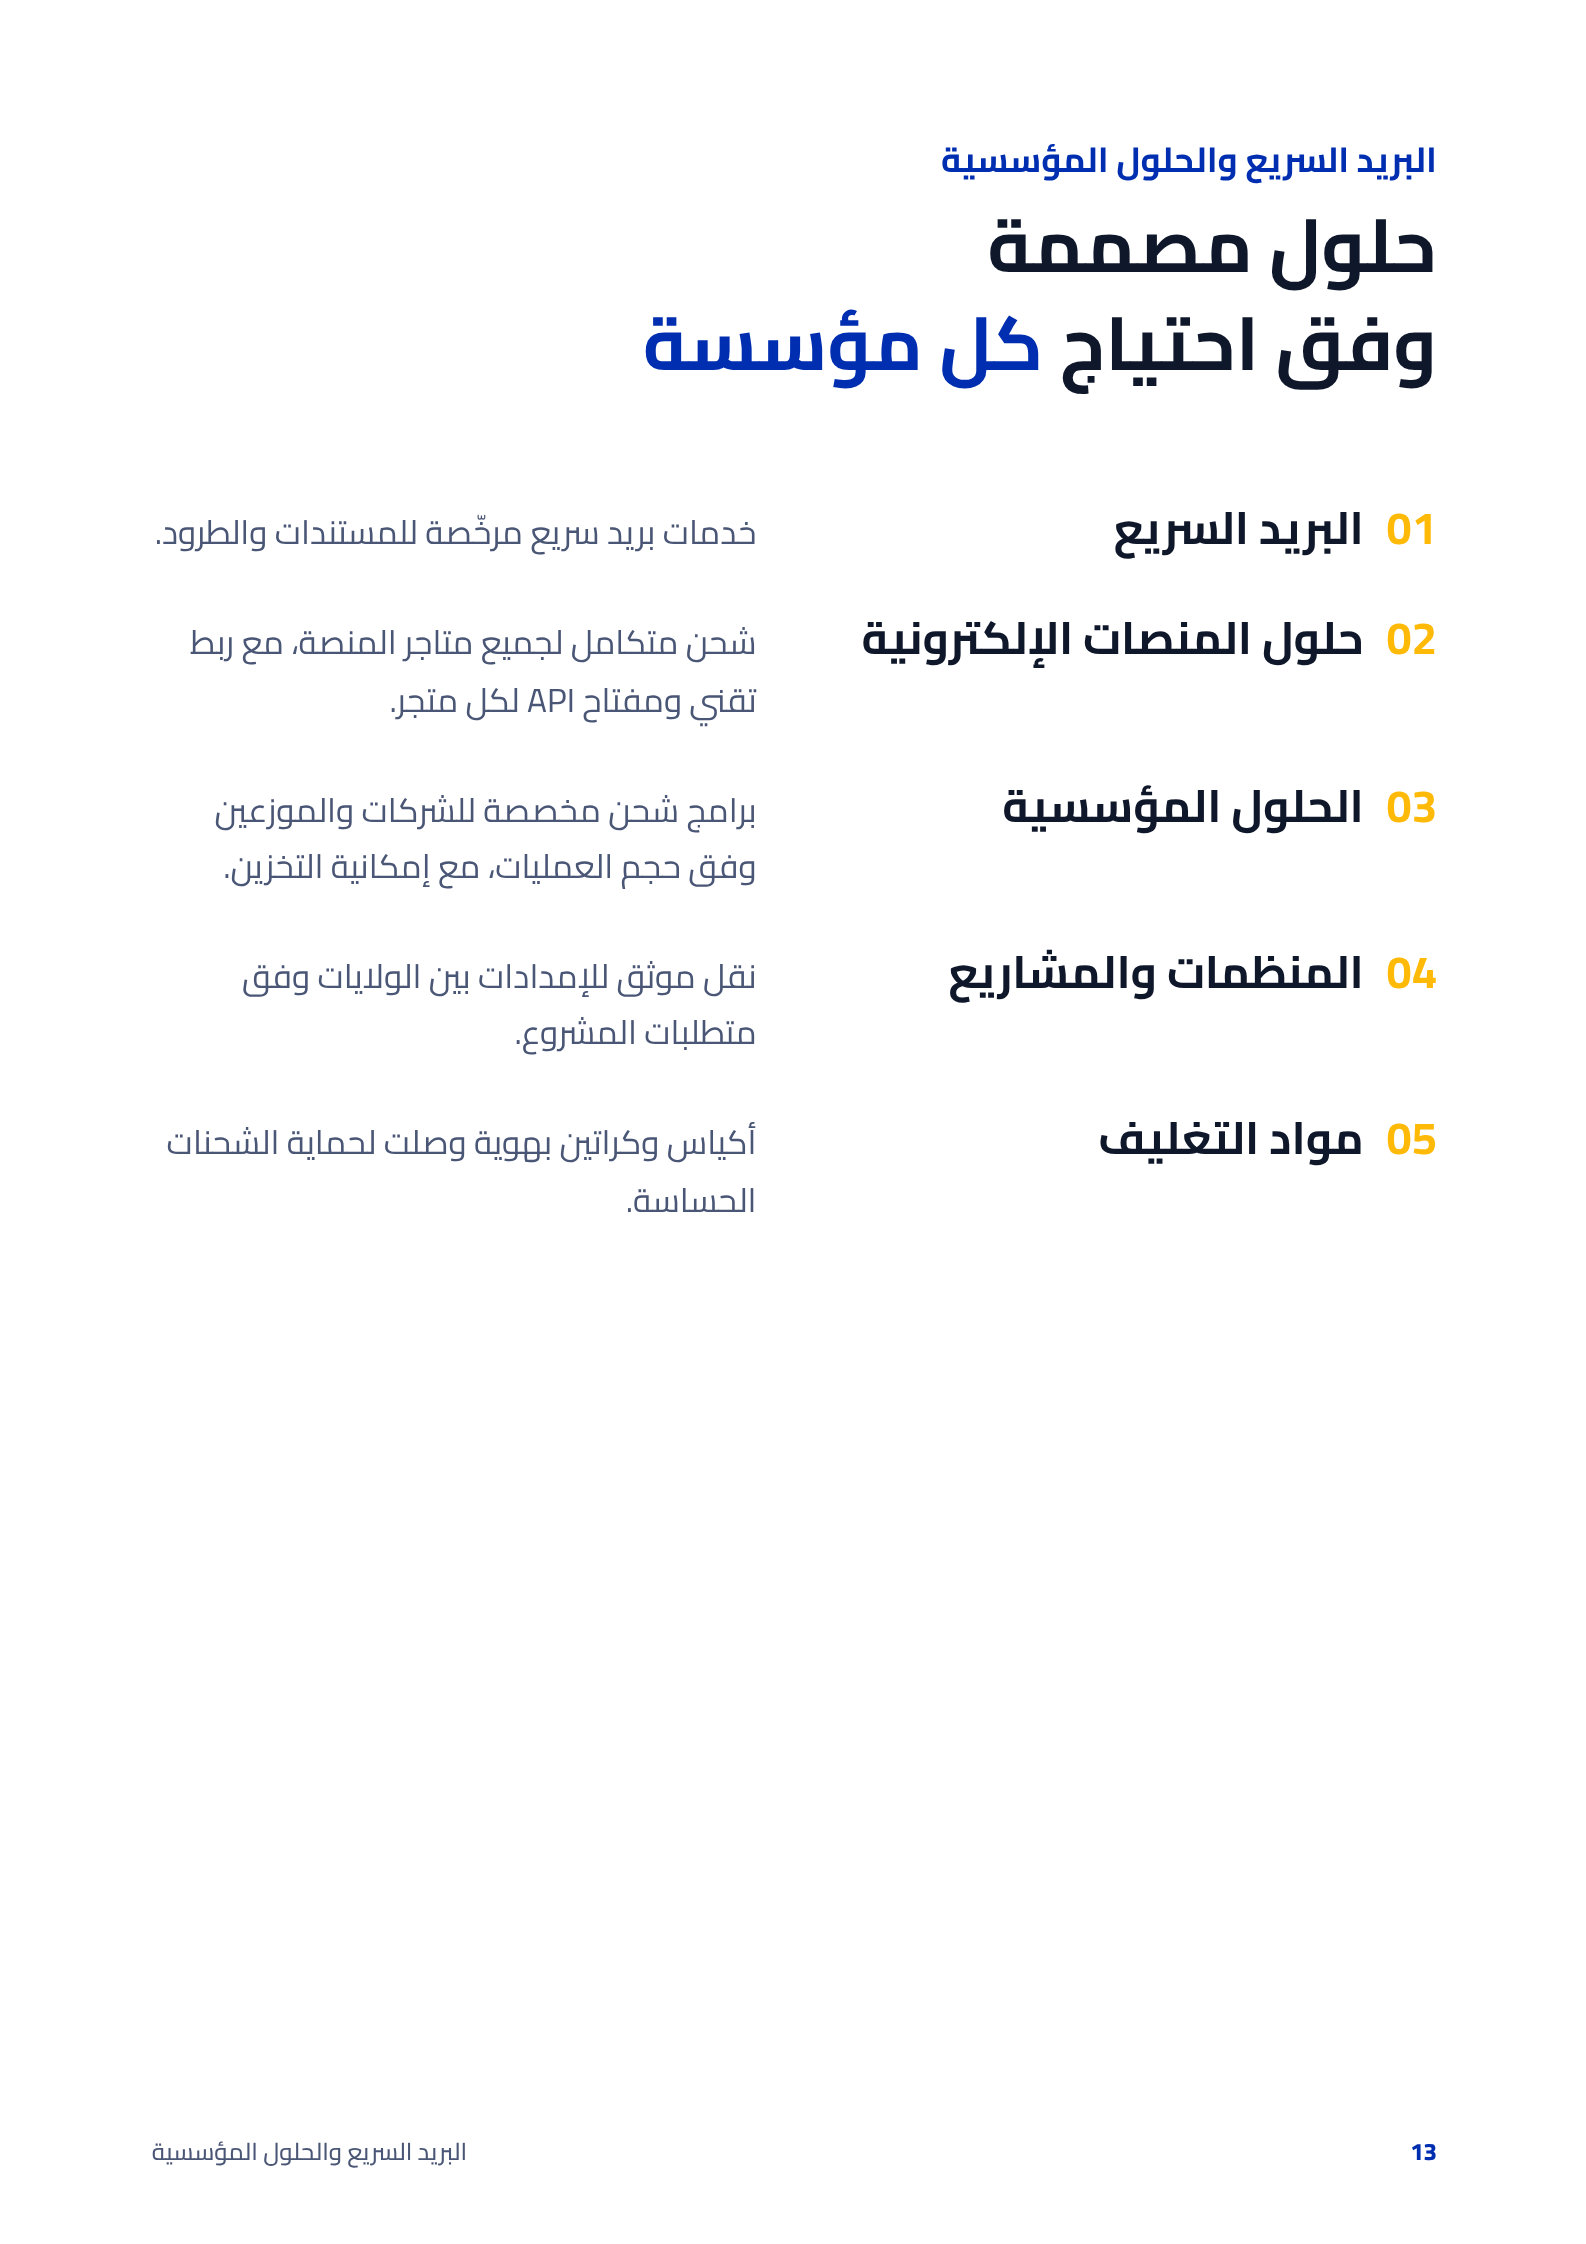 البريد السريع والحلول المؤسسية
حلول مصممة
وفق احتياج كل مؤسسة
01 البريد السريع
خدمات بريد سريع مرخّصة للمستندات والطرود.
02 حلول المنصات الإلكترونية
شحن متكامل لجميع متاجر المنصة، مع ربط
تقني ومفتاح API لكل متجر.
03 الحلول المؤسسية
برامج شحن مخصصة للشركات والموزعين
وفق حجم العمليات، مع إمكانية التخزين.
04 المنظمات والمشاريع
نقل موثق للإمدادات بين الولايات وفق
متطلبات المشروع.
05 مواد التغليف
أكياس وكراتين بهوية وصلت لحماية الشحنات
الحساسة.
13
البريد السريع والحلول المؤسسية